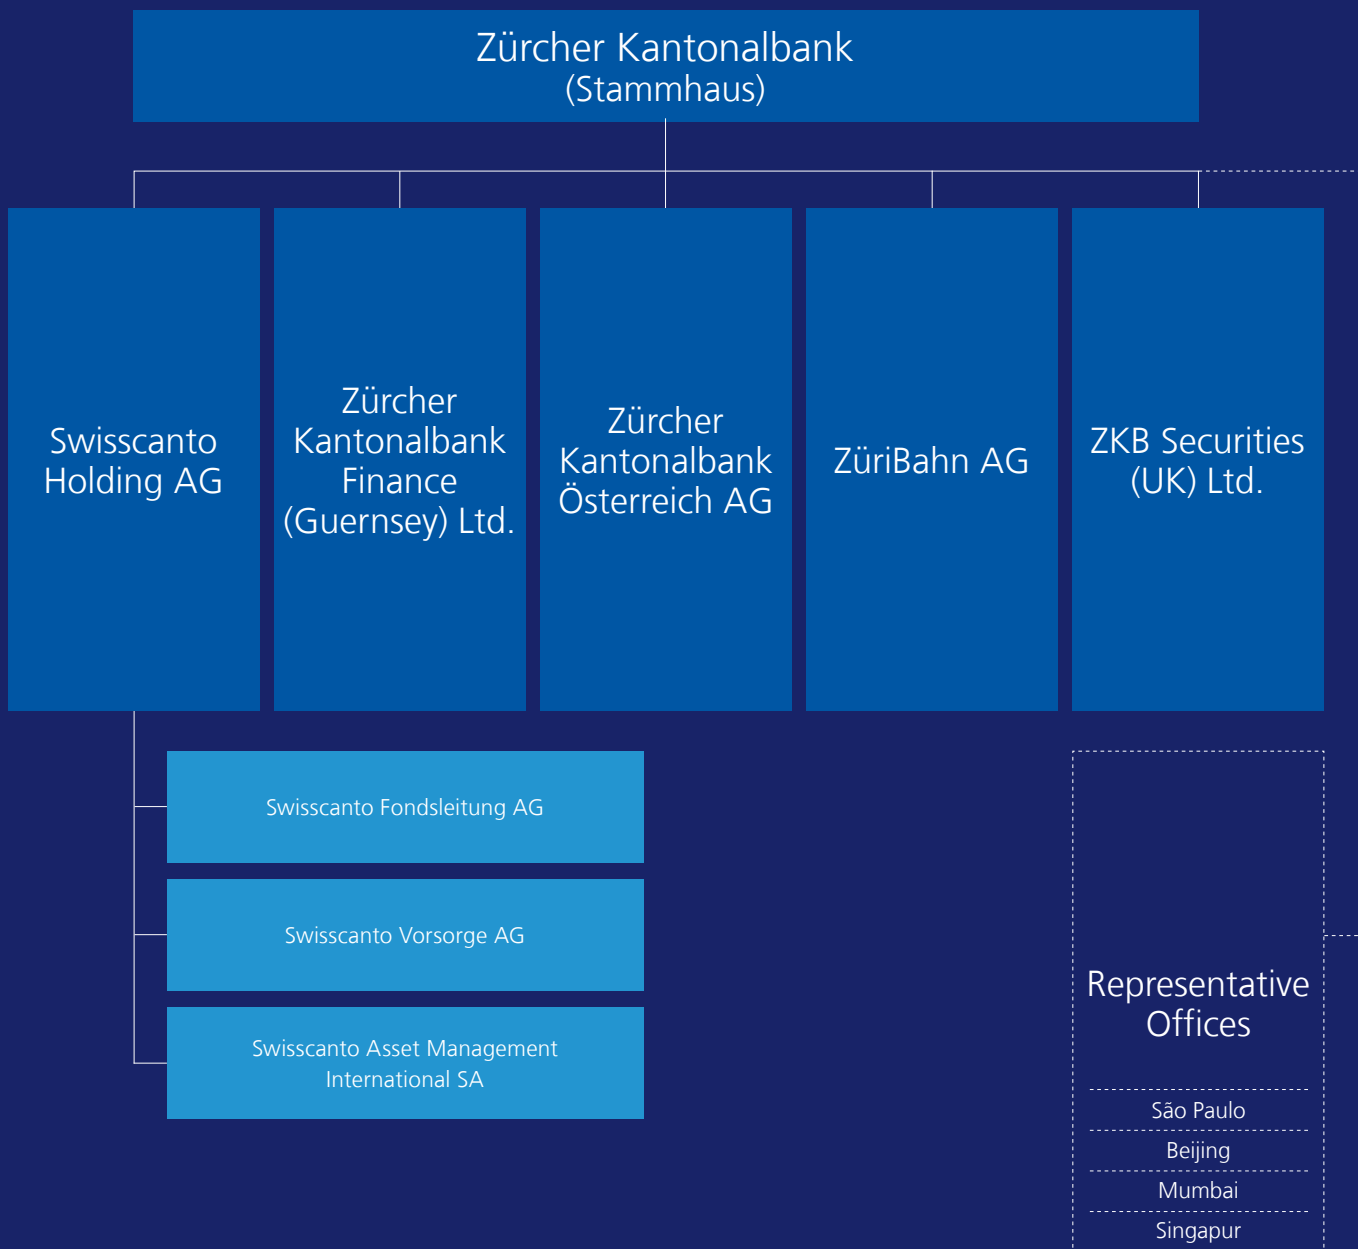 Zürcher Kantonalbank
(Stammhaus)
Swisscanto
Holding AG
Zürcher
Kantonalbank
Finance
(Guernsey) Ltd.
Zürcher
Kantonalbank
Österreich AG
ZüriBahn AG
ZKB Securities
(UK) Ltd.
Swisscanto Fondsleitung AG
Swisscanto Vorsorge AG
Swisscanto Asset Management
International SA
Representative
Offices
São Paulo
Beijing
Mumbai
Singapur